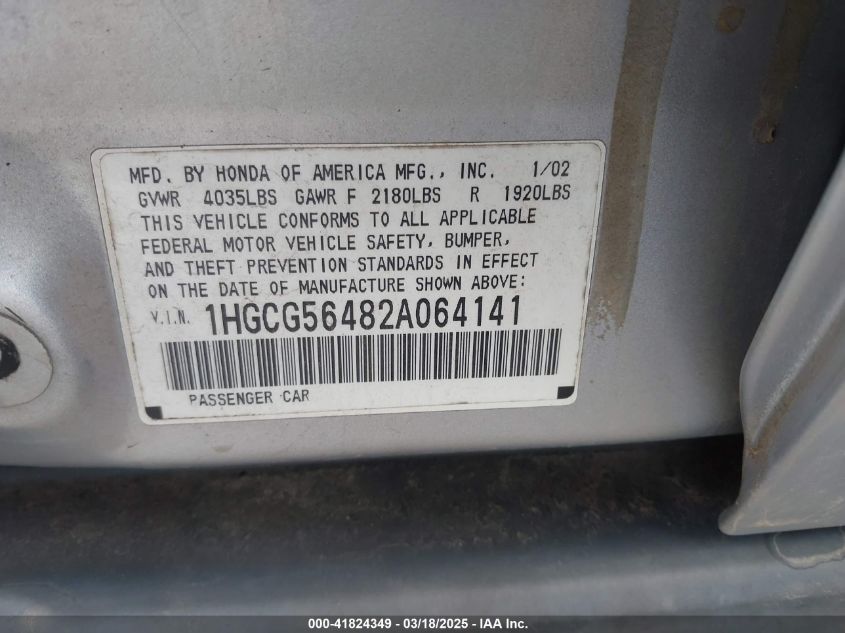 MFD. BY HONDA OF AMERICA MFG., INC. 1/02
GVWR 4035LBS GAWR F 2180LBS R 1920LBS
THIS VEHICLE CONFORMS TO ALL APPLICABLE
FEDERAL MOTOR VEHICLE SAFETY, BUMPER,
AND THEFT PREVENTION STANDARDS IN EFFECT
ON THE DATE OF MANUFACTURE SHOWN ABOVE:
V.I.N. 1HGCG56482A064141
PASSENGER CAR
000-41824349 | 03/18/2025 - IAA Inc.